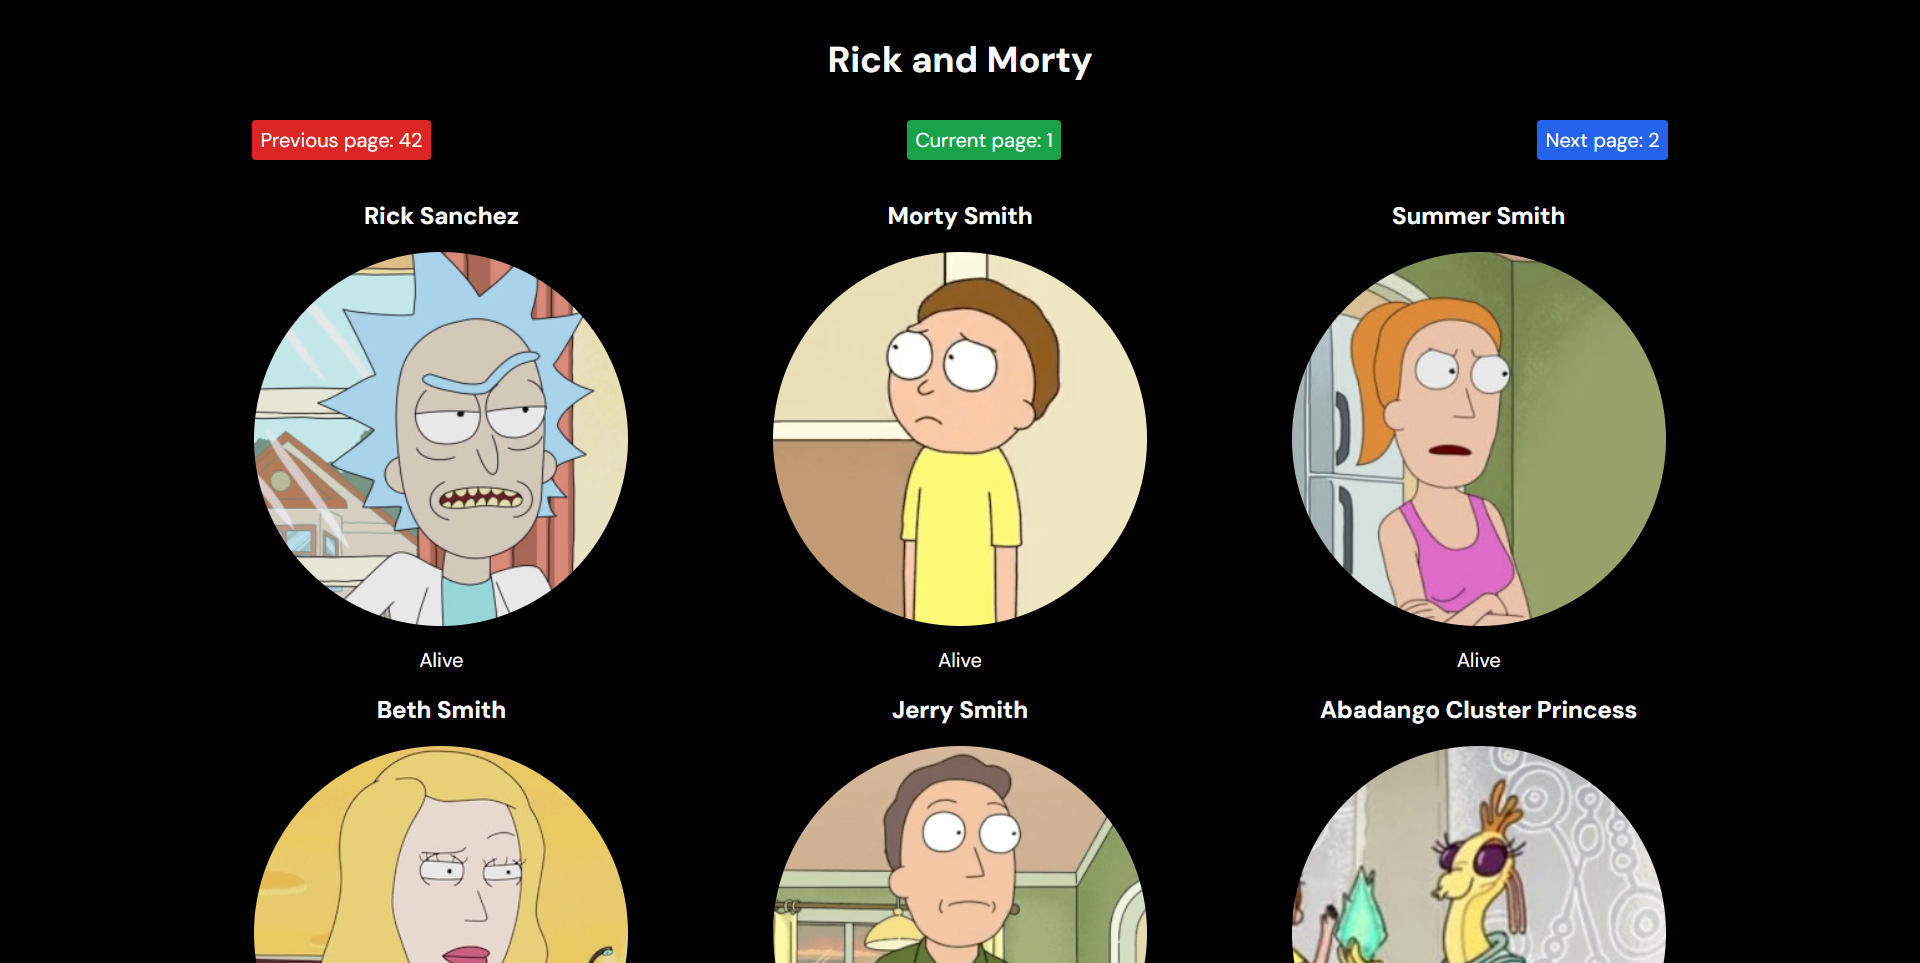 Rick and Morty
Previous page: 42
Current page: 1
Next page: 2
Rick Sanchez
Morty Smith
Summer Smith
Alive
Alive
Alive
Beth Smith
Jerry Smith
Abadango Cluster Princess